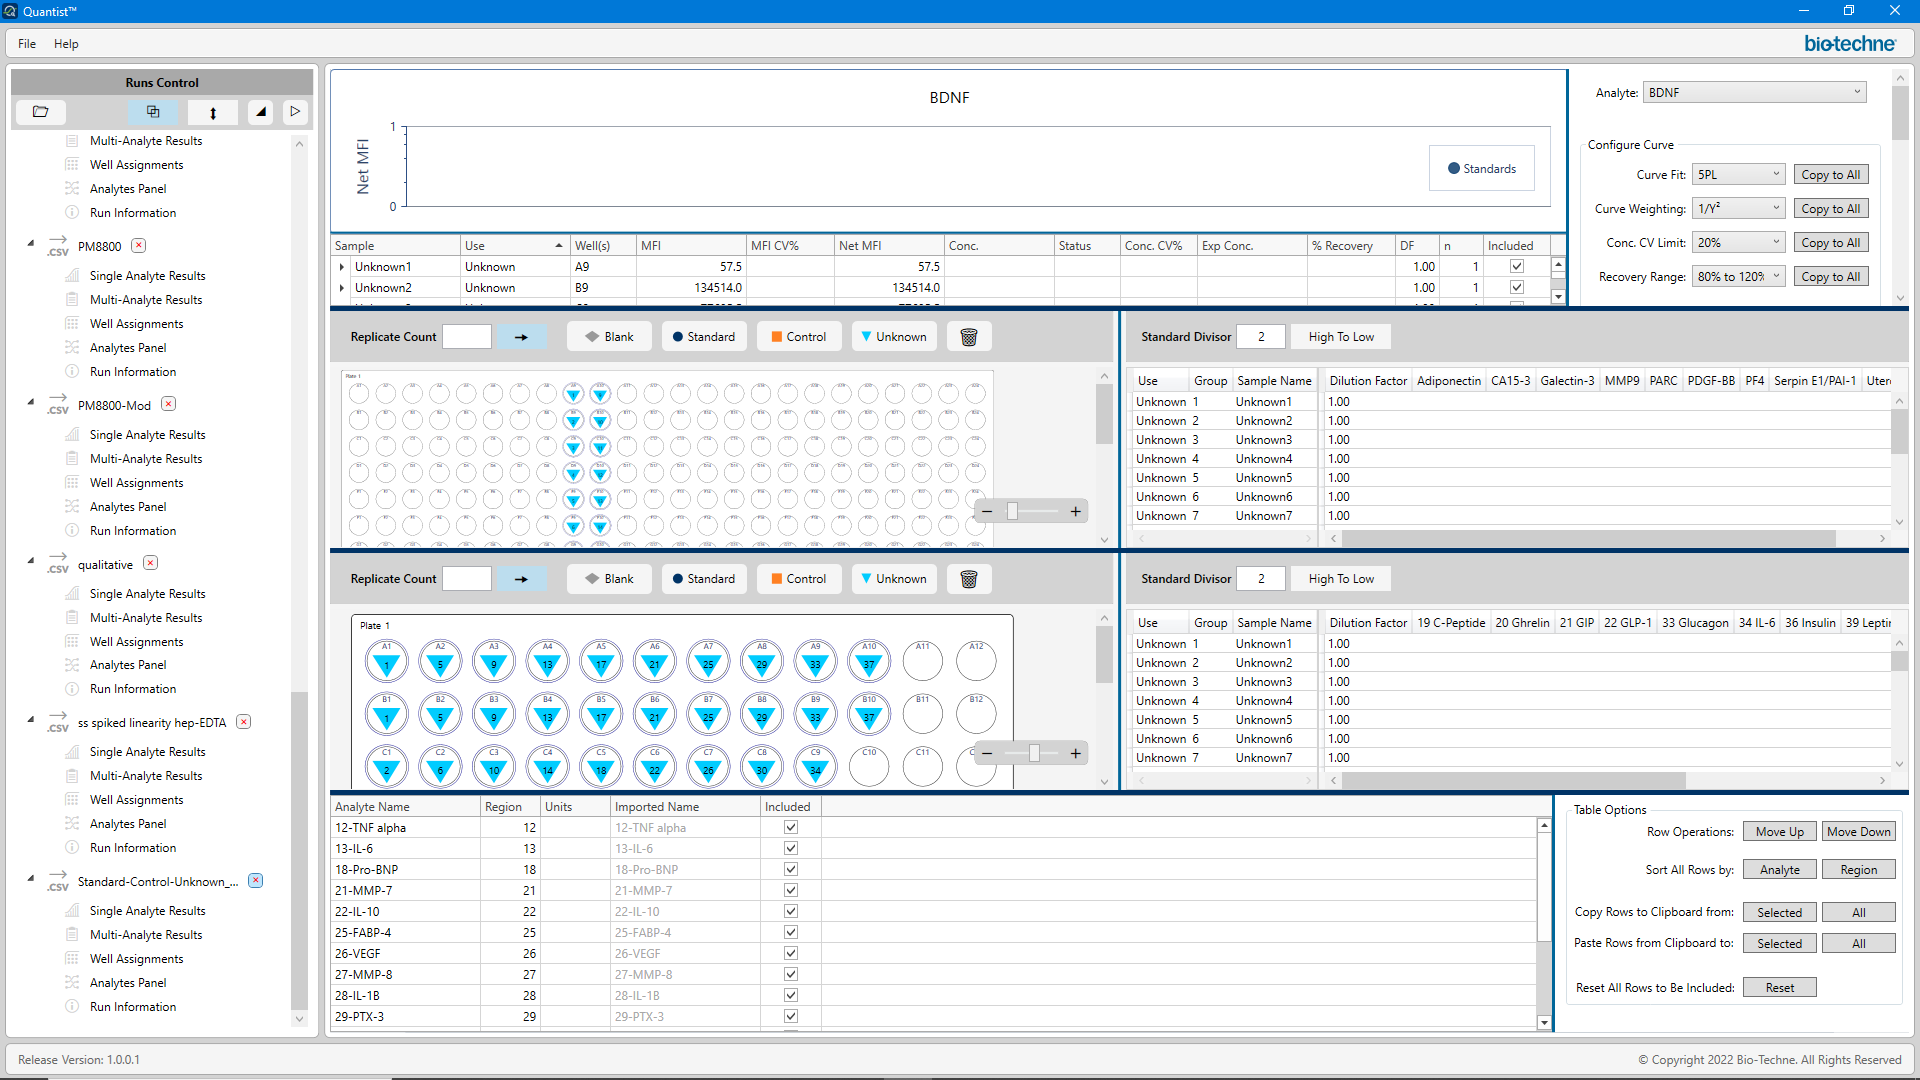 Quantist™
File Help
bio-techne
Runs Control
Multi-Analyte Results
Well Assignments
Analytes Panel
Run Information
.CSV PM8800
Single Analyte Results
Multi-Analyte Results
Well Assignments
Analytes Panel
Run Information
.CSV PM8800-Mod
Single Analyte Results
Multi-Analyte Results
Well Assignments
Analytes Panel
Run Information
.CSV qualitative
Single Analyte Results
Multi-Analyte Results
Well Assignments
Analytes Panel
Run Information
.CSV ss spiked linearity hep-EDTA
Single Analyte Results
Multi-Analyte Results
Well Assignments
Analytes Panel
Run Information
.CSV Standard-Control-Unknown_...
Single Analyte Results
Multi-Analyte Results
Well Assignments
Analytes Panel
Run Information
BDNF
Net MFI
1
0
Standards
Sample Use Well(s) MFI MFI CV% Net MFI Conc. Status Conc. CV% Exp Conc. % Recovery DF n Included
Unknown1 Unknown A9 57.5 57.5 1.00 1
Unknown2 Unknown B9 134514.0 134514.0 1.00 1
Analyte: BDNF
Configure Curve
Curve Fit: 5PL Copy to All
Curve Weighting: 1/Y² Copy to All
Conc. CV Limit: 20% Copy to All
Recovery Range: 80% to 120% Copy to All
Replicate Count Blank Standard Control Unknown
Plate 1
Standard Divisor 2 High To Low
Use Group Sample Name Dilution Factor Adiponectin CA15-3 Galectin-3 MMP9 PARC PDGF-BB PF4 Serpin E1/PAI-1
Unknown 1 Unknown1 1.00
Unknown 2 Unknown2 1.00
Unknown 3 Unknown3 1.00
Unknown 4 Unknown4 1.00
Unknown 5 Unknown5 1.00
Unknown 6 Unknown6 1.00
Unknown 7 Unknown7 1.00
Replicate Count Blank Standard Control Unknown
Plate 1
A1 A2 A3 A4 A5 A6 A7 A8 A9 A10 A11 A12
1 5 9 13 17 21 25 29 33 37
B1 B2 B3 B4 B5 B6 B7 B8 B9 B10 B11 B12
1 5 9 13 17 21 25 29 33 37
C1 C2 C3 C4 C5 C6 C7 C8 C9 C10 C11
2 6 10 14 18 22 26 30 34
Standard Divisor 2 High To Low
Use Group Sample Name Dilution Factor 19 C-Peptide 20 Ghrelin 21 GIP 22 GLP-1 33 Glucagon 34 IL-6 36 Insulin 39 Leptin
Unknown 1 Unknown1 1.00
Unknown 2 Unknown2 1.00
Unknown 3 Unknown3 1.00
Unknown 4 Unknown4 1.00
Unknown 5 Unknown5 1.00
Unknown 6 Unknown6 1.00
Unknown 7 Unknown7 1.00
Analyte Name Region Units Imported Name Included
12-TNF alpha 12 12-TNF alpha
13-IL-6 13 13-IL-6
18-Pro-BNP 18 18-Pro-BNP
21-MMP-7 21 21-MMP-7
22-IL-10 22 22-IL-10
25-FABP-4 25 25-FABP-4
26-VEGF 26 26-VEGF
27-MMP-8 27 27-MMP-8
28-IL-1B 28 28-IL-1B
29-PTX-3 29 29-PTX-3
Table Options
Row Operations: Move Up Move Down
Sort All Rows by: Analyte Region
Copy Rows to Clipboard from: Selected All
Paste Rows from Clipboard to: Selected All
Reset All Rows to Be Included: Reset
Release Version: 1.0.0.1
© Copyright 2022 Bio-Techne. All Rights Reserved